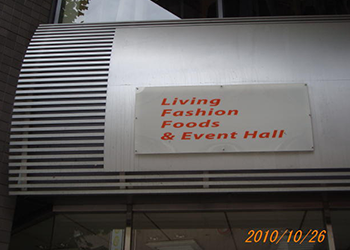 Living
Fashion
Foods
& Event Hall
2010/10/26